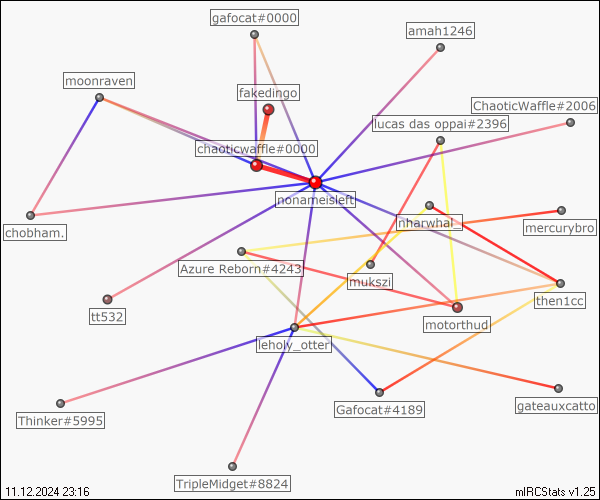 gafocat#0000
amah1246
moonraven
fakedingo
ChaoticWaffle#2006
lucas das oppai#2396
chaoticwaffle#0000
nonameisleft
nharwhal_
chobham.
mercurybro
Azure Reborn#4243
mukszi
then1cc
tt532
motorthud
leholy_otter
Thinker#5995
Gafocat#4189
gateauxcatto
TripleMidget#8824
11.12.2024 23:16
mIRCStats v1.25